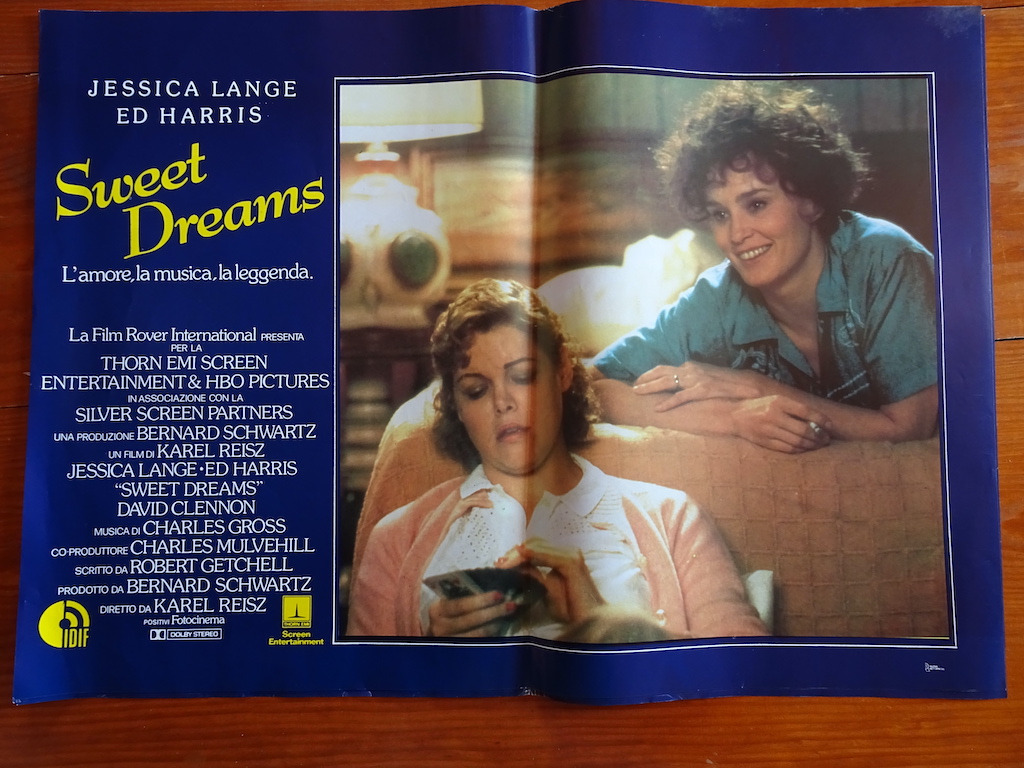 JESSICA LANGE
ED HARRIS
Sweet
Dreams
L'amore, la musica, la leggenda.
La Film Rover International PRESENTA
PER LA
THORN EMI SCREEN
ENTERTAINMENT & HBO PICTURES
IN ASSOCIAZIONE CON LA
SILVER SCREEN PARTNERS
UNA PRODUZIONE BERNARD SCHWARTZ
UN FILM DI KAREL REISZ
JESSICA LANGE • ED HARRIS
"SWEET DREAMS"
DAVID CLENNON
MUSICA DI CHARLES GROSS
CO-PRODUTTORE CHARLES MULVEHILL
SCRITTO DA ROBERT GETCHELL
PRODOTTO DA BERNARD SCHWARTZ
DIRETTO DA KAREL REISZ
POSITIVI Fotocinema
DOLBY STEREO
IDIF
THORN EMI
Screen
Entertainment